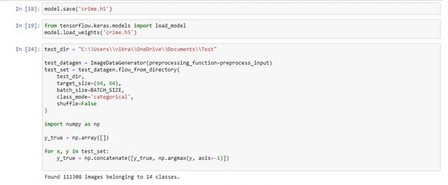 In [18]: model.save('crime.h5')
In [19]: from tensorflow.keras.models import load_model
model.load_weights('crime.h5')
In [24]: test_dir = "C:\\Users\\vikra\\OneDrive\\Documents\\Test"
test_datagen = ImageDataGenerator(preprocessing_function=preprocess_input)
test_set = test_datagen.flow_from_directory(
test_dir,
target_size=(64, 64),
batch_size=BATCH_SIZE,
class_mode='categorical',
shuffle=False
)
import numpy as np
y_true = np.array([])
for x, y in test_set:
y_true = np.concatenate([y_true, np.argmax(y, axis=-1)])
Found 111308 images belonging to 14 classes.